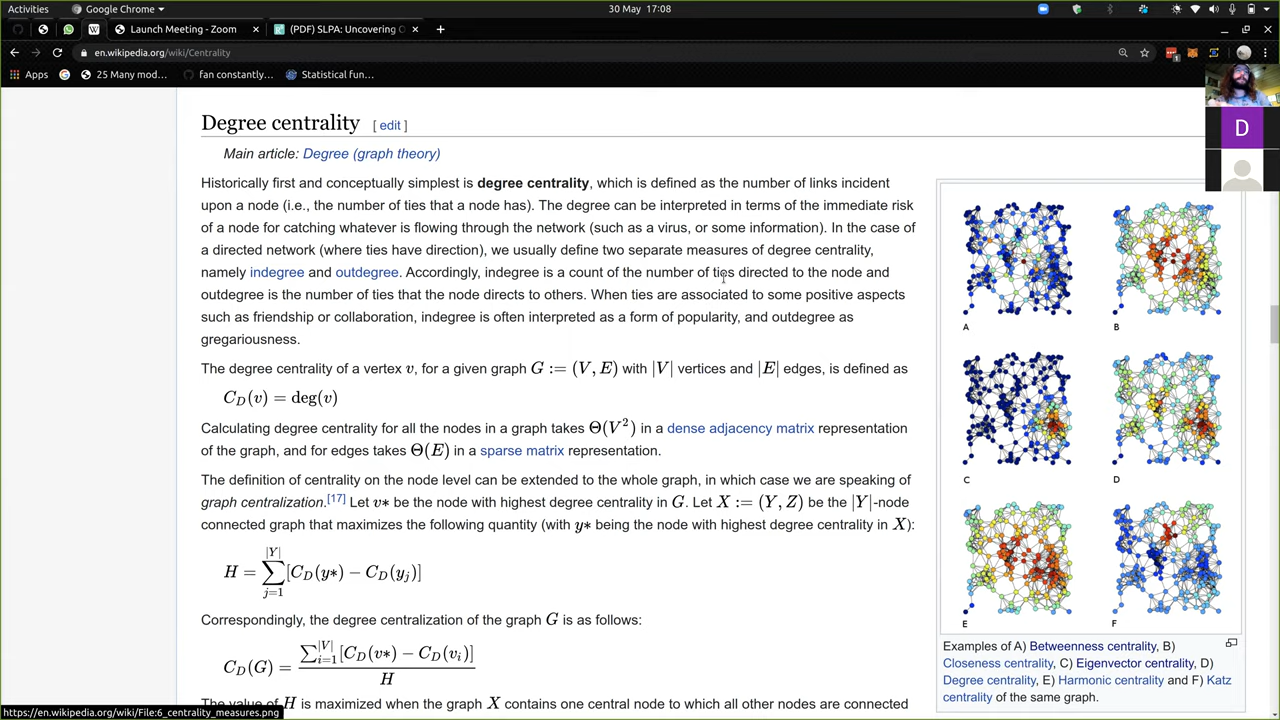 Activities
Google Chrome
30 May 17:08
Launch Meeting - Zoom
(PDF) SLPA: Uncovering O
en.wikipedia.org/wiki/Centrality
Apps
25 Many mod…
fan constantly…
Statistical fun…
D
Degree centrality [ edit ]
Main article: Degree (graph theory)
Historically first and conceptually simplest is degree centrality, which is defined as the number of links incident
upon a node (i.e., the number of ties that a node has). The degree can be interpreted in terms of the immediate risk
of a node for catching whatever is flowing through the network (such as a virus, or some information). In the case of
a directed network (where ties have direction), we usually define two separate measures of degree centrality,
namely indegree and outdegree. Accordingly, indegree is a count of the number of ties directed to the node and
outdegree is the number of ties that the node directs to others. When ties are associated to some positive aspects
such as friendship or collaboration, indegree is often interpreted as a form of popularity, and outdegree as
gregariousness.
The degree centrality of a vertex v, for a given graph G := (V, E) with |V| vertices and |E| edges, is defined as
C_D(v) = deg(v)
Calculating degree centrality for all the nodes in a graph takes Θ(V²) in a dense adjacency matrix representation
of the graph, and for edges takes Θ(E) in a sparse matrix representation.
The definition of centrality on the node level can be extended to the whole graph, in which case we are speaking of
graph centralization.[17] Let v* be the node with highest degree centrality in G. Let X := (Y, Z) be the |Y|-node
connected graph that maximizes the following quantity (with y* being the node with highest degree centrality in X):
H = ∑_{j=1}^{|Y|} [C_D(y*) − C_D(y_j)]
Correspondingly, the degree centralization of the graph G is as follows:
C_D(G) = ∑_{i=1}^{|V|} [C_D(v*) − C_D(v_i)] / H
The value of H is maximized when the graph X contains one central node to which all other nodes are connected
https://en.wikipedia.org/wiki/File:6_centrality_measures.png
A
B
C
D
E
F
Examples of A) Betweenness centrality, B)
Closeness centrality, C) Eigenvector centrality, D)
Degree centrality, E) Harmonic centrality and F) Katz
centrality of the same graph.